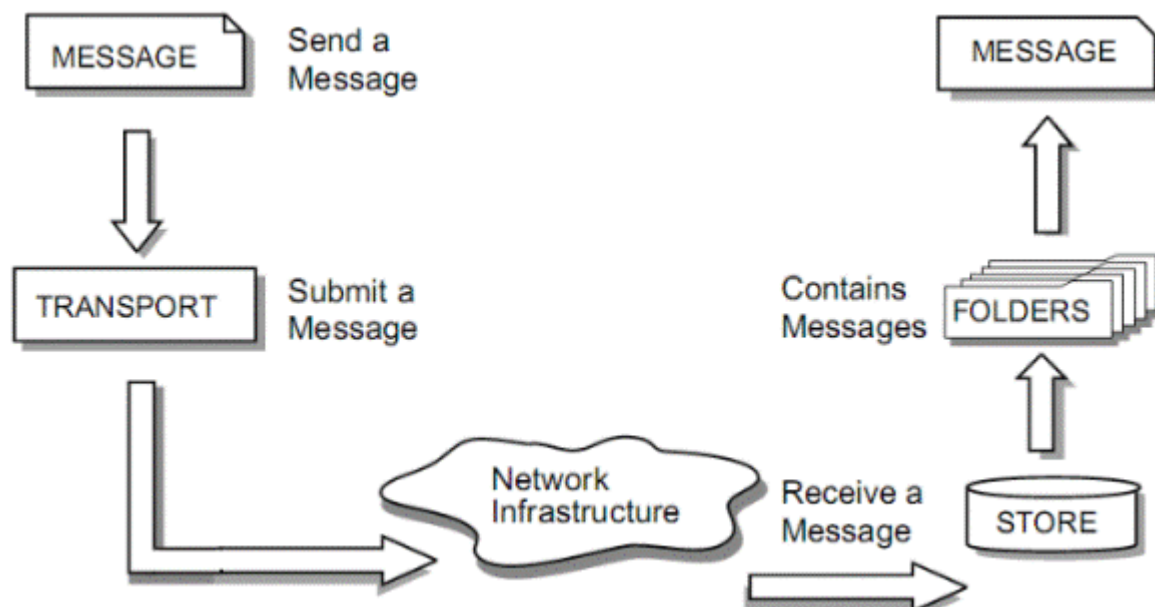 MESSAGE
Send a
Message
TRANSPORT
Submit a
Message
Network
Infrastructure
Receive a
Message
STORE
Contains
Messages
FOLDERS
MESSAGE